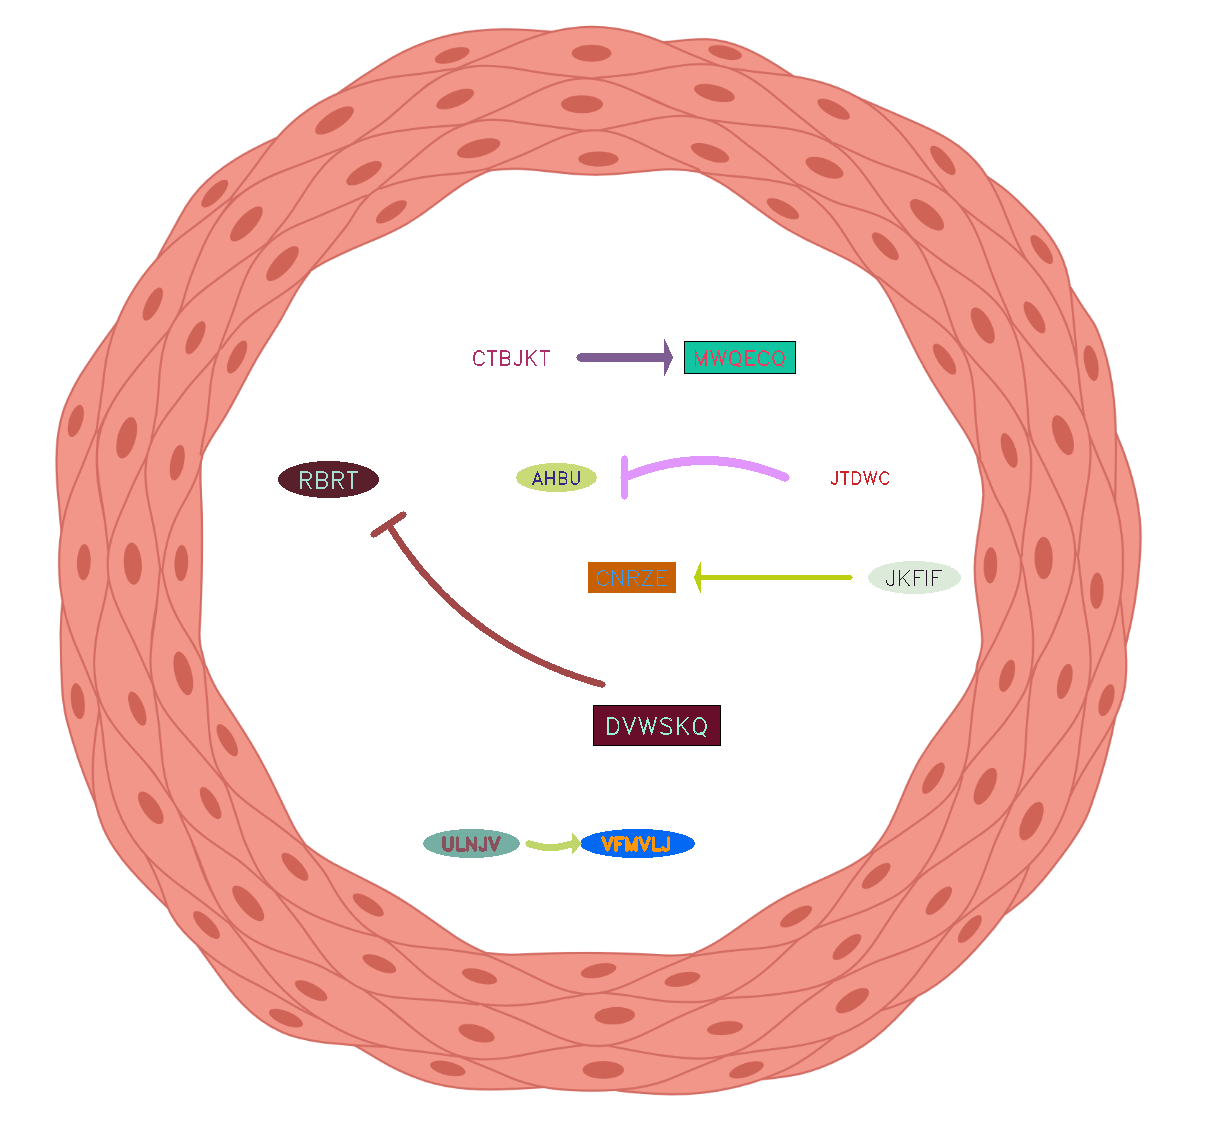 CTBJKT
MWQECQ
RBRT
AHBU
JTDWC
CNRZE
JKFIF
DVWSKQ
ULNJV
VFMVLJ